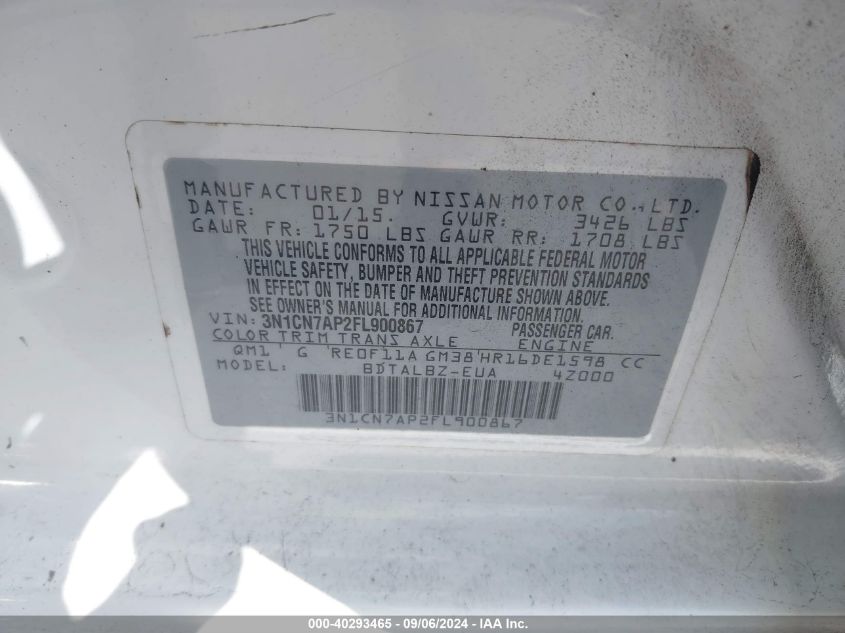 MANUFACTURED BY NISSAN MOTOR CO., LTD.
DATE: 01/15. GVWR: 3426 LBS
GAWR FR: 1750 LBS GAWR RR: 1708 LBS
THIS VEHICLE CONFORMS TO ALL APPLICABLE FEDERAL MOTOR
VEHICLE SAFETY, BUMPER AND THEFT PREVENTION STANDARDS
IN EFFECT ON THE DATE OF MANUFACTURE SHOWN ABOVE.
SEE OWNER'S MANUAL FOR ADDITIONAL INFORMATION.
VIN: 3N1CN7AP2FL900867 PASSENGER CAR.
COLOR TRIM TRANS AXLE ENGINE
QM1 G RE0F11A GM38 HR16DE1598 CC
MODEL: BDTALBZ-EUA 4Z000
3N1CN7AP2FL900867
000-40293465 - 09/06/2024 - IAA Inc.